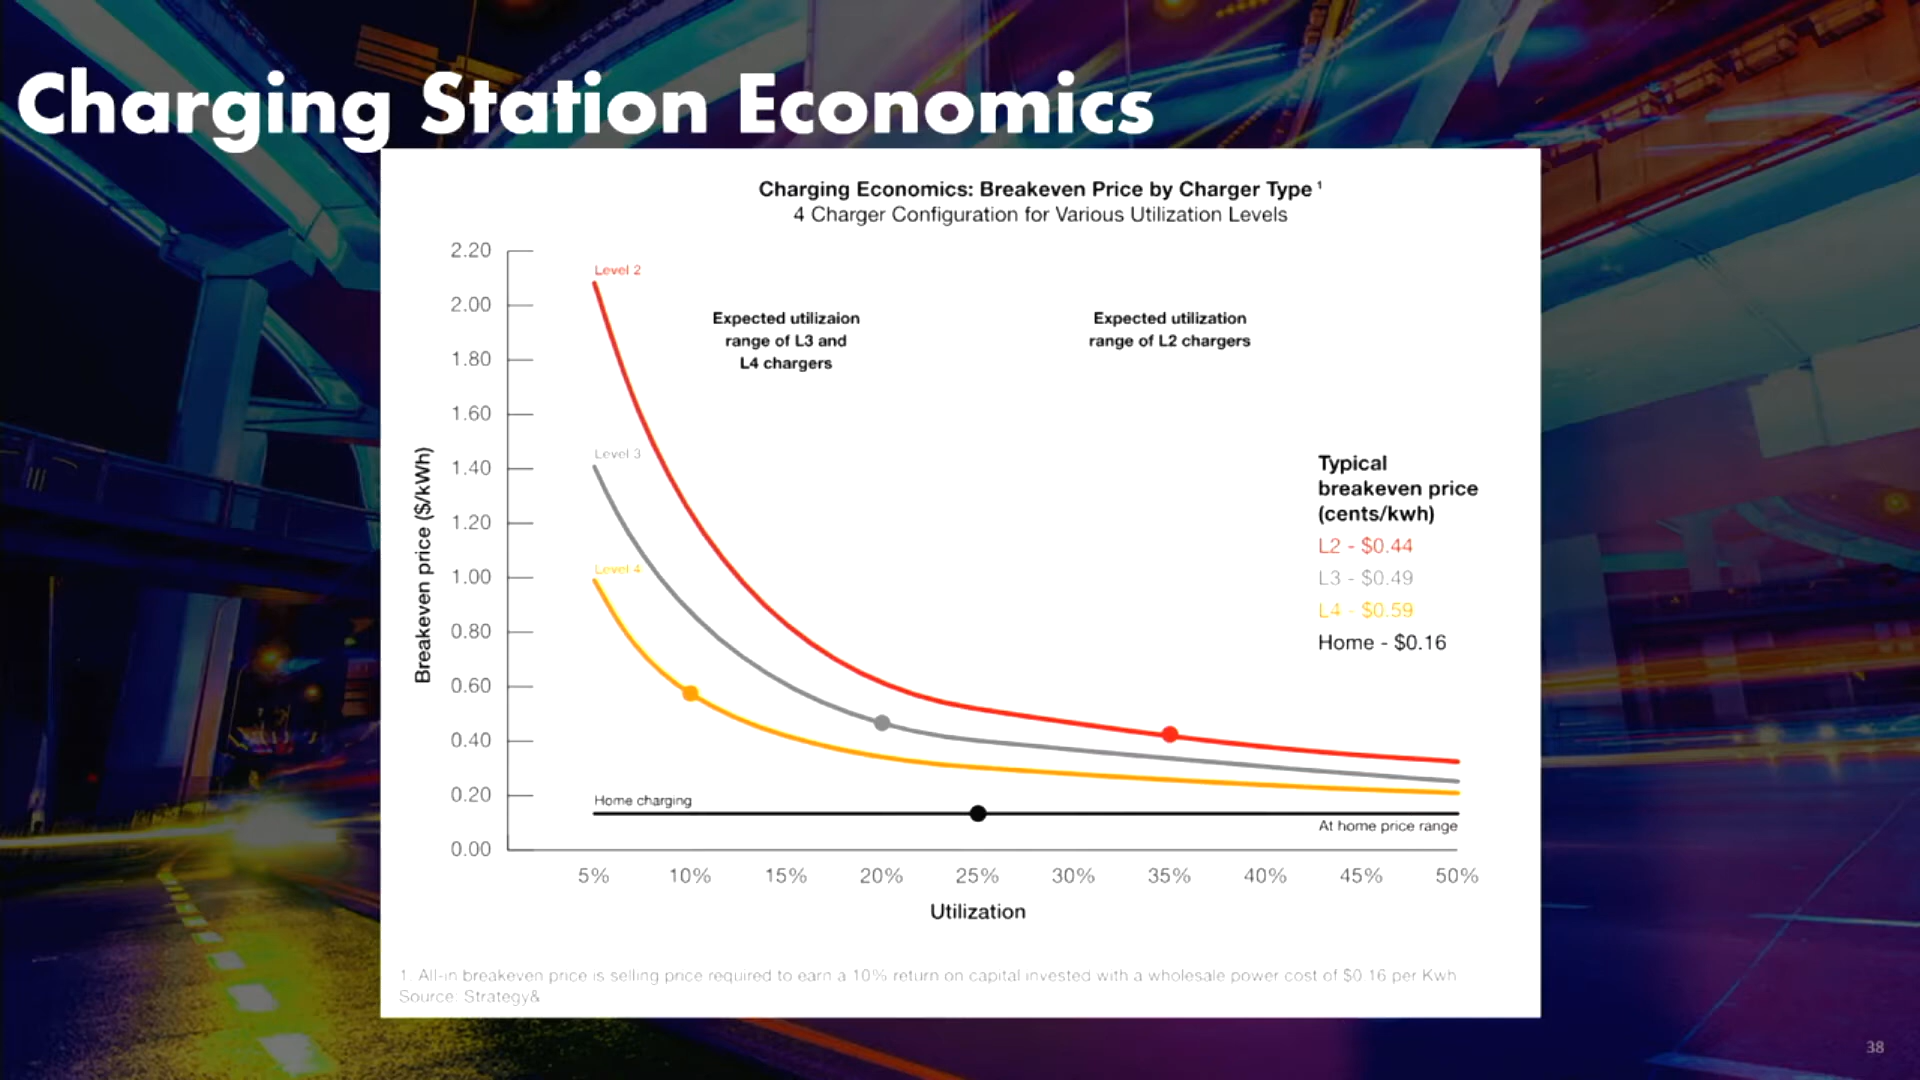 Charging Station Economics
Charging Economics: Breakeven Price by Charger Type ¹
4 Charger Configuration for Various Utilization Levels
2.20
2.00
1.80
1.60
1.40
1.20
1.00
0.80
0.60
0.40
0.20
0.00
Breakeven price ($/kWh)
Level 2
Level 3
Level 4
Expected utilizaion
range of L3 and
L4 chargers
Expected utilization
range of L2 chargers
Typical
breakeven price
(cents/kwh)
L2 - $0.44
L3 - $0.49
L4 - $0.59
Home - $0.16
Home charging
At home price range
5% 10% 15% 20% 25% 30% 35% 40% 45% 50%
Utilization
1. All-in breakeven price is selling price required to earn a 10% return on capital invested with a wholesale power cost of $0.16 per Kwh
Source: Strategy&
38